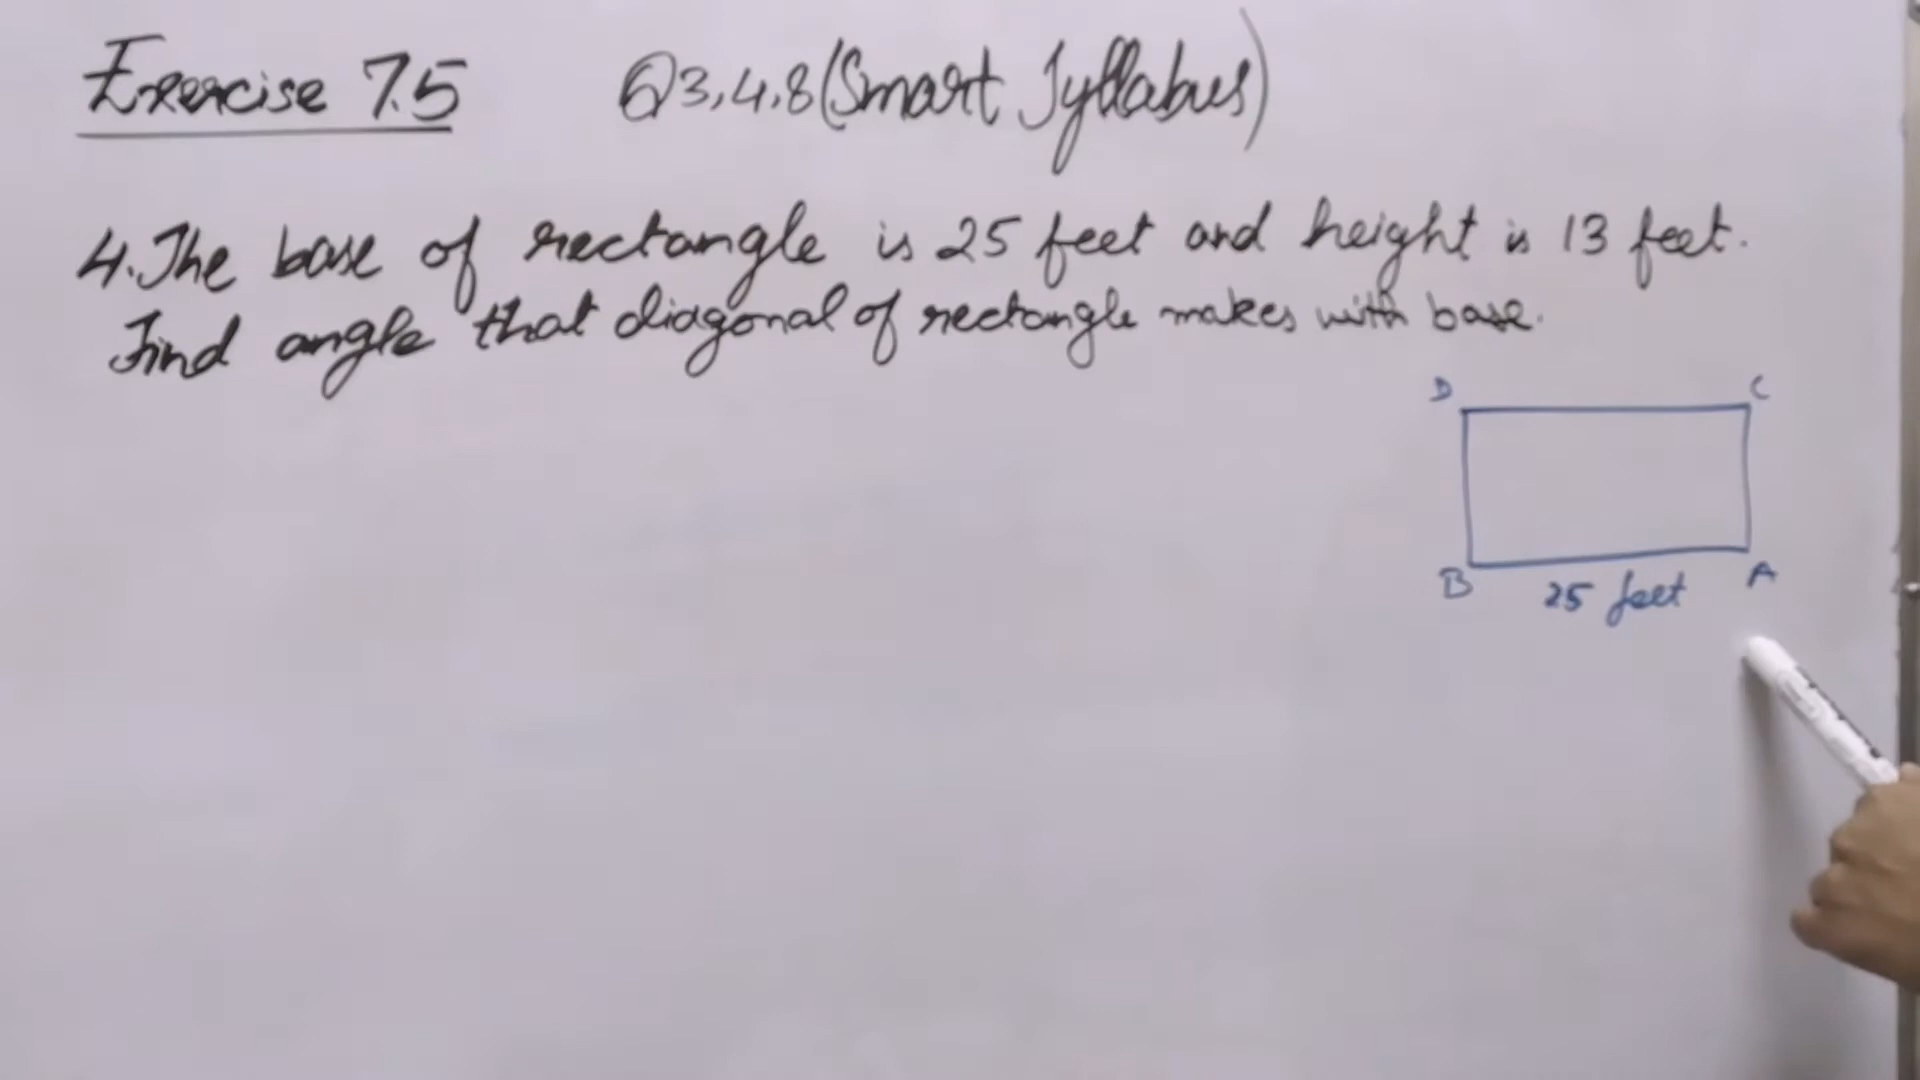 Exercise 7.5 Q3,4,8(Smart Syllabus)
4.The base of rectangle is 25 feet and height is 13 feet.
Find angle that diagonal of rectangle makes with base.
D C
B 25 feet A